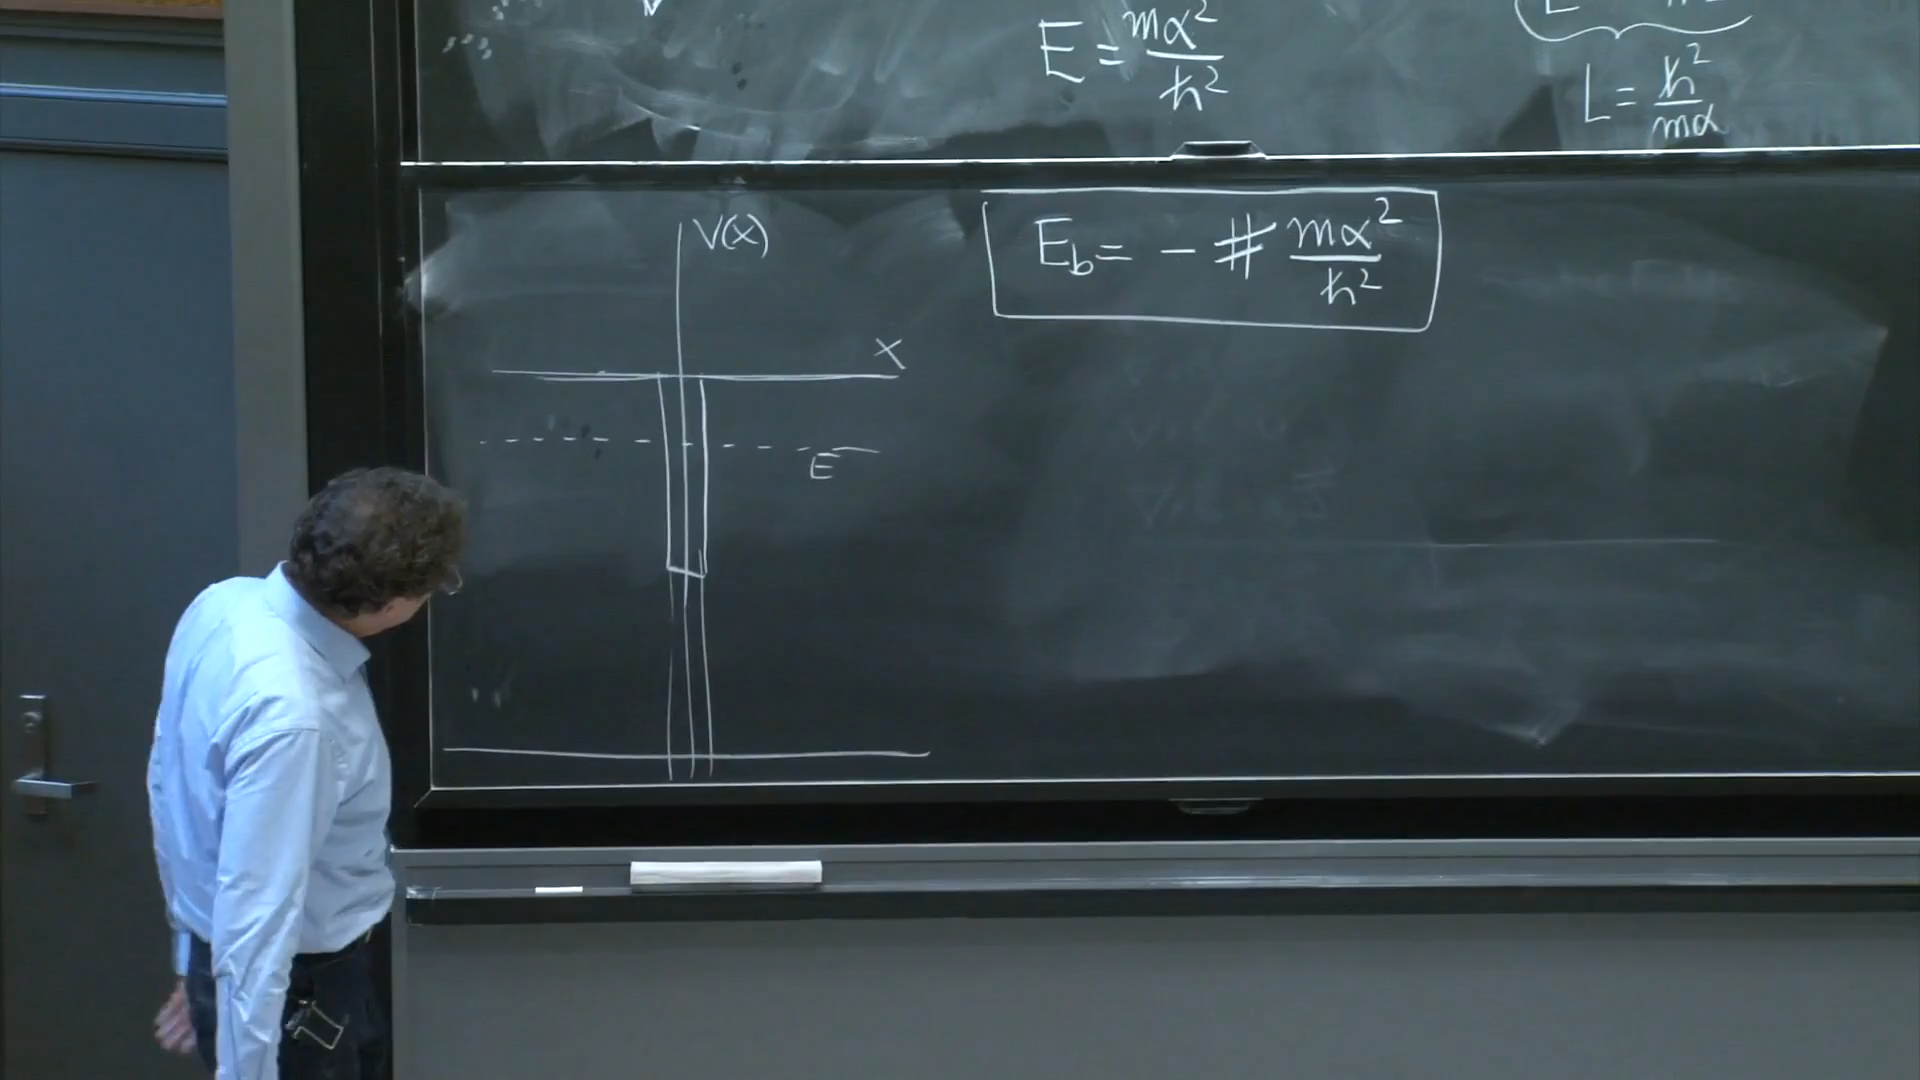 E = mα²/ħ²
L = ħ²/mα
V(x)
E_b = - # mα²/ħ²
x
E